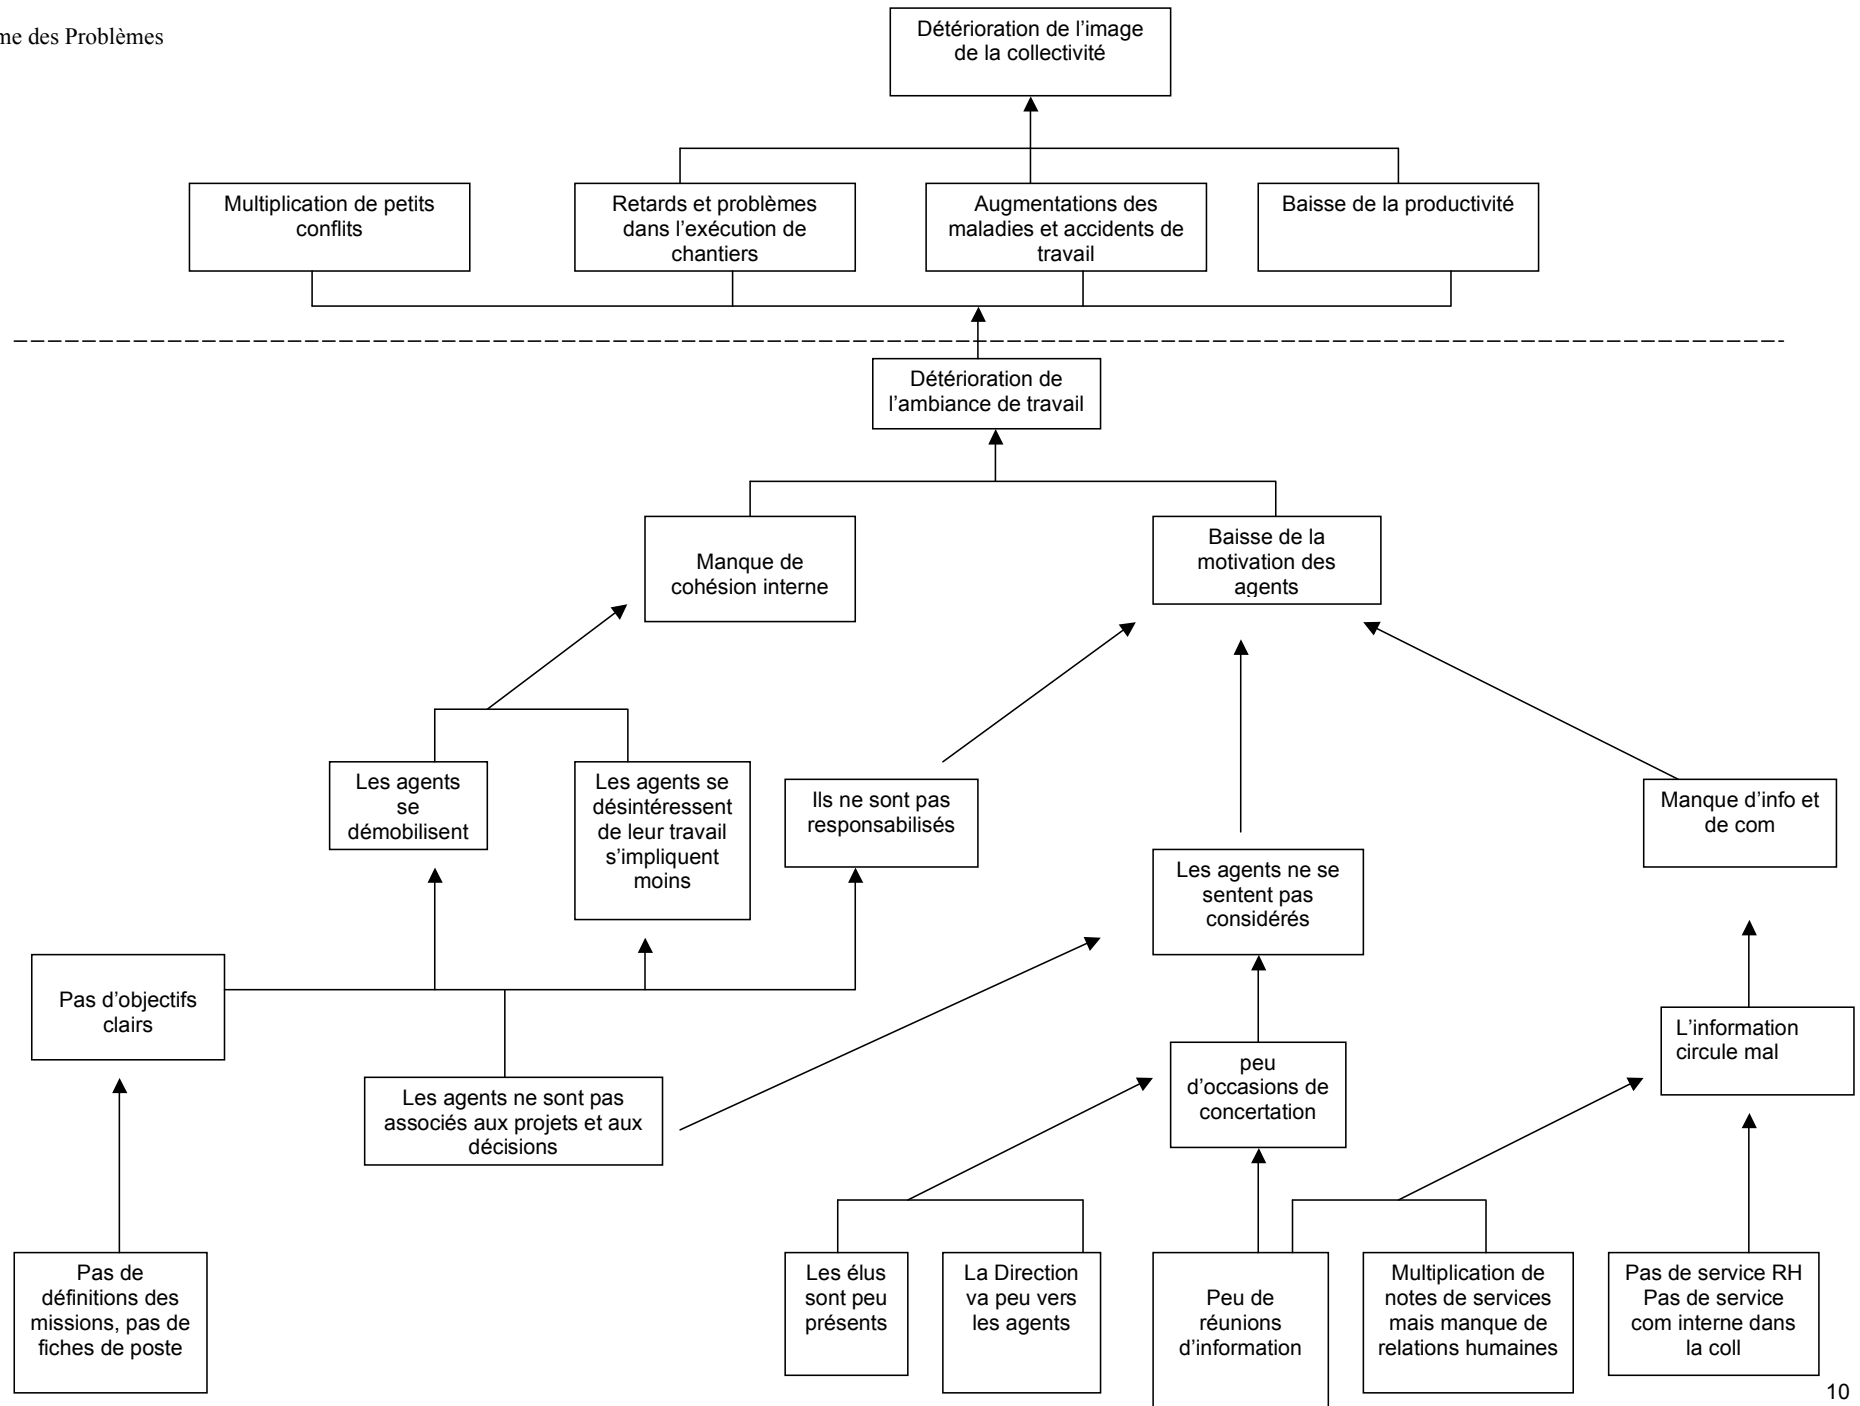 me des Problèmes
Détérioration de l’image
de la collectivité
Multiplication de petits
conflits
Retards et problèmes
dans l’exécution de
chantiers
Augmentations des
maladies et accidents de
travail
Baisse de la productivité
Détérioration de
l’ambiance de travail
Manque de
cohésion interne
Baisse de la
motivation des
agents
Les agents
se
démobilisent
Les agents se
désintéressent
de leur travail
s’impliquent
moins
Ils ne sont pas
responsabilisés
Les agents ne se
sentent pas
considérés
Manque d’info et
de com
Pas d’objectifs
clairs
Les agents ne sont pas
associés aux projets et aux
décisions
peu
d’occasions de
concertation
L’information
circule mal
Pas de
définitions des
missions, pas de
fiches de poste
Les élus
sont peu
présents
La Direction
va peu vers
les agents
Peu de
réunions
d’information
Multiplication de
notes de services
mais manque de
relations humaines
Pas de service RH
Pas de service
com interne dans
la coll
10